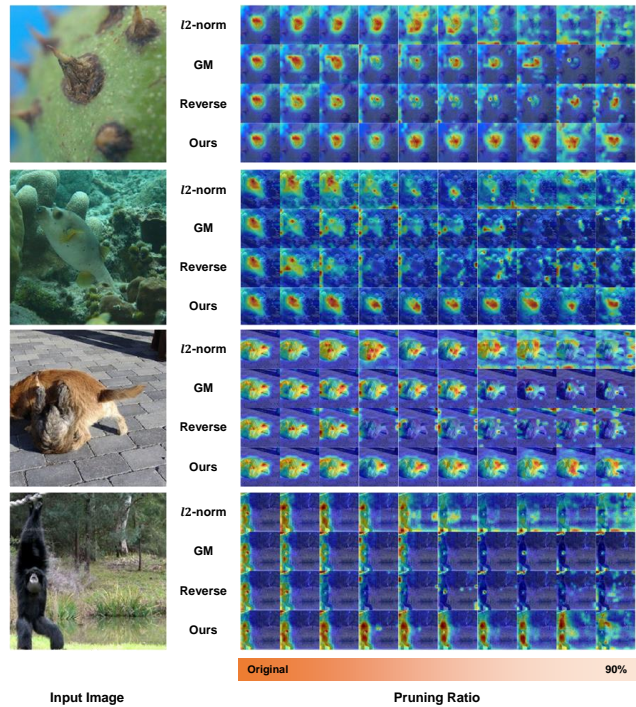 l2-norm
GM
Reverse
Ours
l2-norm
GM
Reverse
Ours
l2-norm
GM
Reverse
Ours
l2-norm
GM
Reverse
Ours
Original 90%
Input Image Pruning Ratio